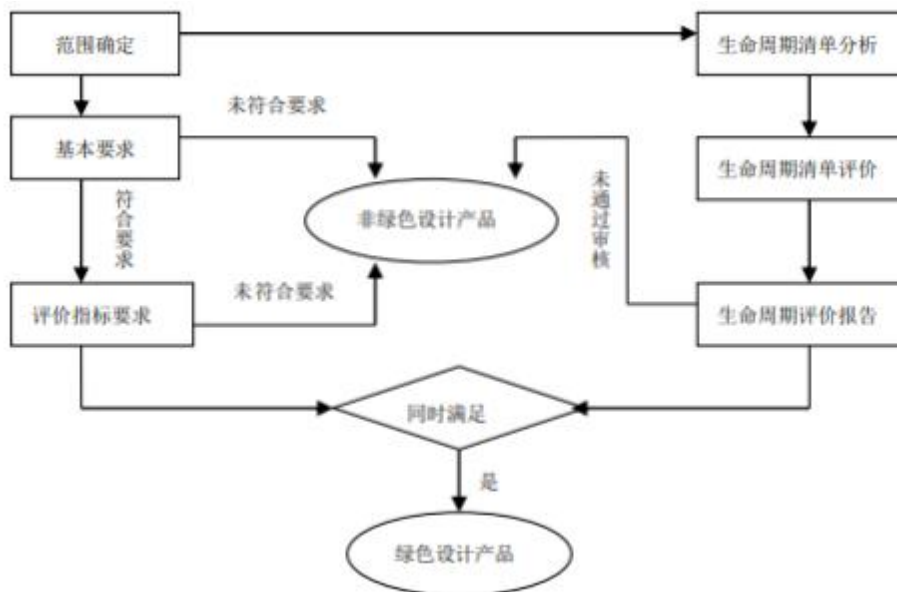 范围确定
生命周期清单分析
未符合要求
基本要求
生命周期清单评价
符合要求
非绿色设计产品
未通过审核
评价指标要求
未符合要求
生命周期评价报告
同时满足
是
绿色设计产品